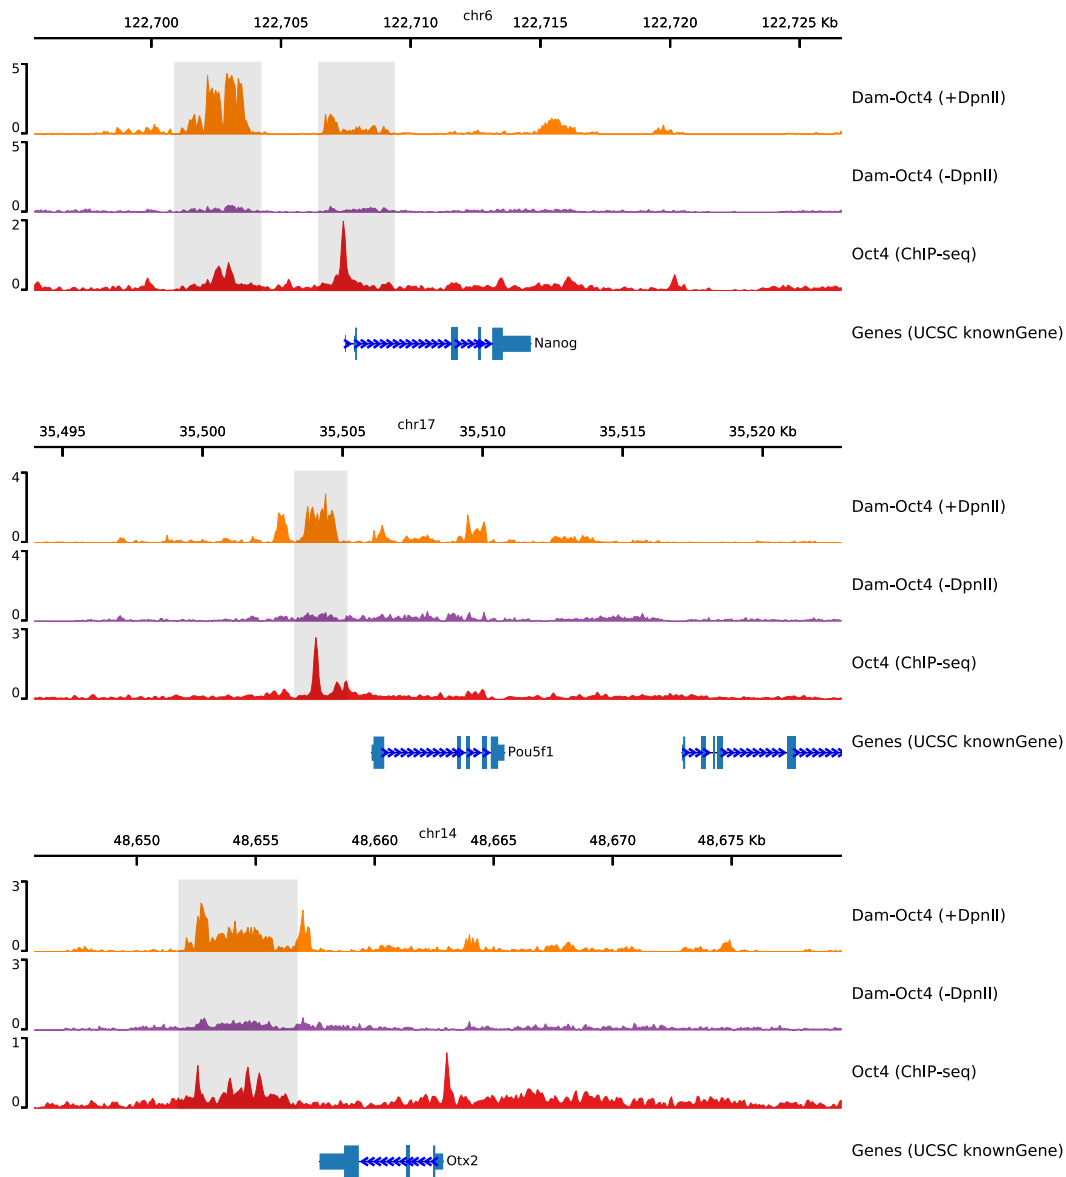 chr6
122,700 122,705 122,710 122,715 122,720 122,725 Kb
5
Dam-Oct4 (+DpnII)
0
5
Dam-Oct4 (-DpnII)
0
2
Oct4 (ChIP-seq)
0
Nanog
Genes (UCSC knownGene)
chr17
35,495 35,500 35,505 35,510 35,515 35,520 Kb
4
Dam-Oct4 (+DpnII)
0
4
Dam-Oct4 (-DpnII)
0
3
Oct4 (ChIP-seq)
0
Pou5f1
Genes (UCSC knownGene)
chr14
48,650 48,655 48,660 48,665 48,670 48,675 Kb
3
Dam-Oct4 (+DpnII)
0
3
Dam-Oct4 (-DpnII)
0
1
Oct4 (ChIP-seq)
0
Otx2
Genes (UCSC knownGene)